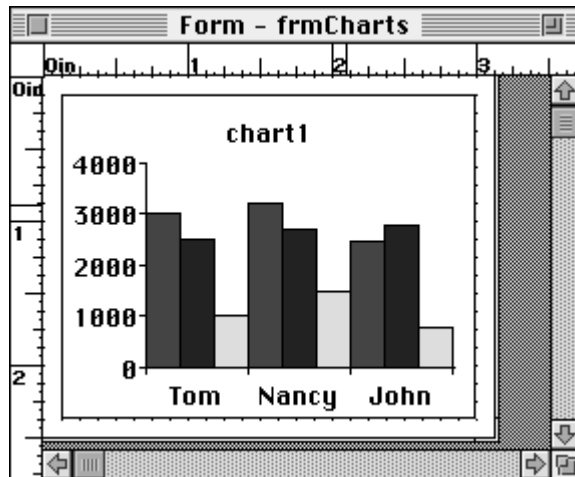 Form - frmCharts
0in 1 2 3
0in
1
2
chart1
4000
3000
2000
1000
0
Tom Nancy John